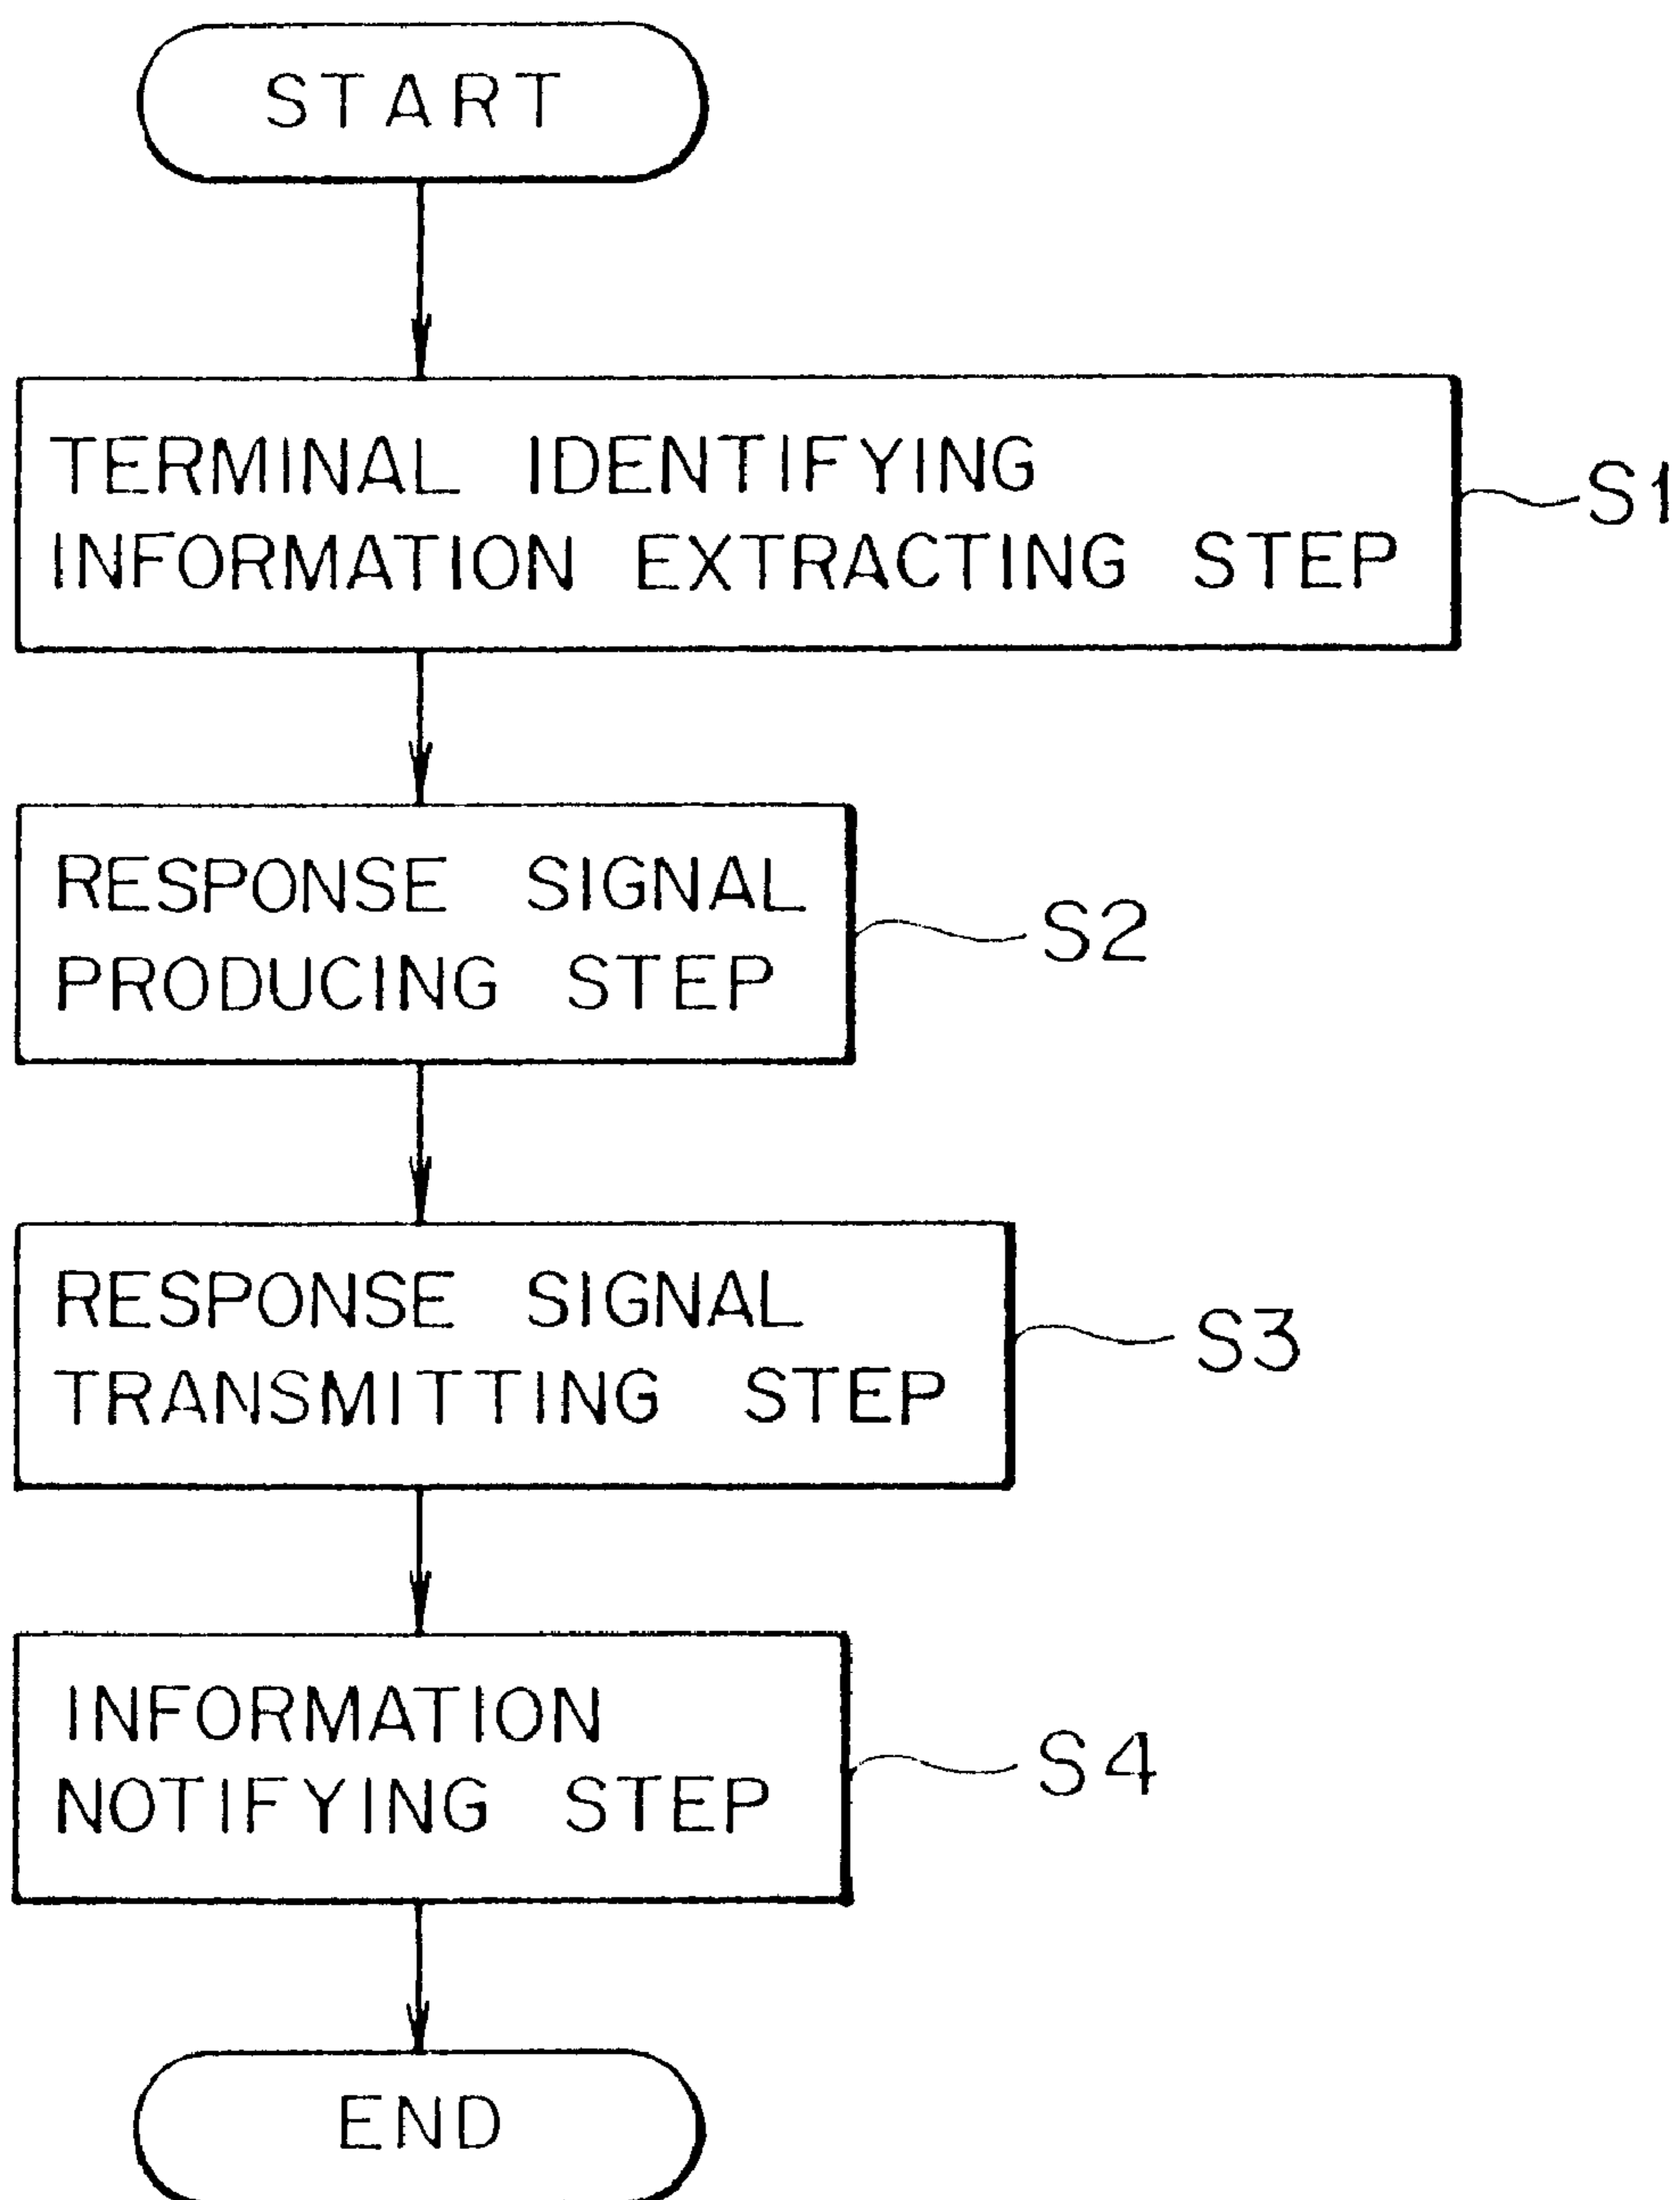 START
TERMINAL IDENTIFYING
INFORMATION EXTRACTING STEP
S1
RESPONSE SIGNAL
PRODUCING STEP
S2
RESPONSE SIGNAL
TRANSMITTING STEP
S3
INFORMATION
NOTIFYING STEP
S4
END